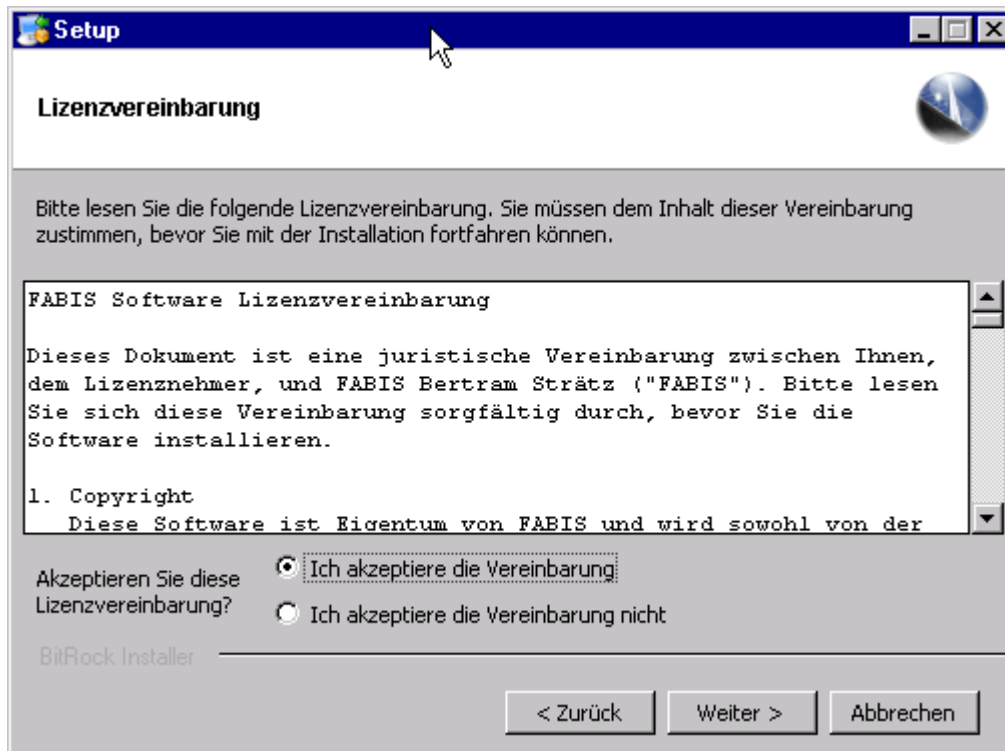 Setup
Lizenzvereinbarung
Bitte lesen Sie die folgende Lizenzvereinbarung. Sie müssen dem Inhalt dieser Vereinbarung
zustimmen, bevor Sie mit der Installation fortfahren können.
FABIS Software Lizenzvereinbarung
Dieses Dokument ist eine juristische Vereinbarung zwischen Ihnen,
dem Lizenznehmer, und FABIS Bertram Strätz ("FABIS"). Bitte lesen
Sie sich diese Vereinbarung sorgfältig durch, bevor Sie die
Software installieren.
1. Copyright
Diese Software ist Eigentum von FABIS und wird sowohl von der
Akzeptieren Sie diese
Lizenzvereinbarung?
Ich akzeptiere die Vereinbarung
Ich akzeptiere die Vereinbarung nicht
BitRock Installer
< Zurück
Weiter >
Abbrechen